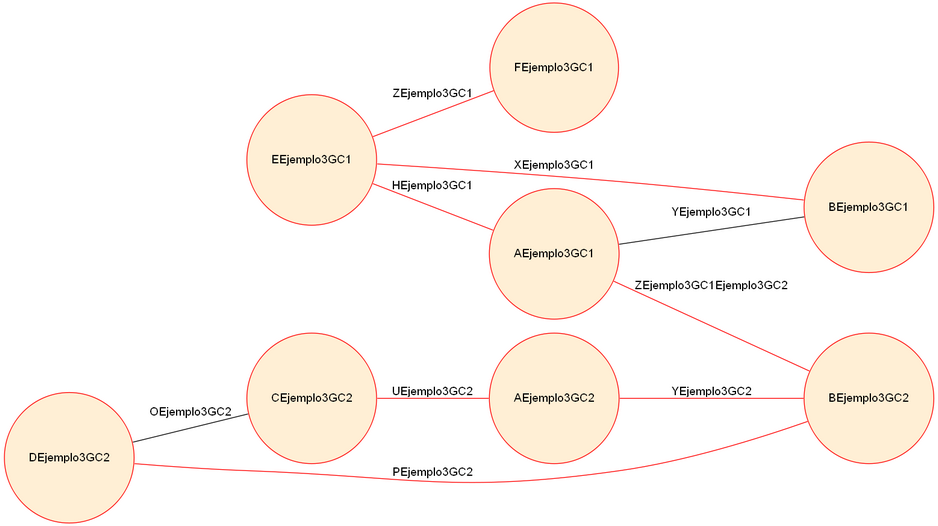 FEjemplo3GC1
ZEjemplo3GC1
EEjemplo3GC1
XEjemplo3GC1
HEjemplo3GC1
BEjemplo3GC1
YEjemplo3GC1
AEjemplo3GC1
ZEjemplo3GC1Ejemplo3GC2
CEjemplo3GC2
UEjemplo3GC2
AEjemplo3GC2
YEjemplo3GC2
BEjemplo3GC2
OEjemplo3GC2
DEjemplo3GC2
PEjemplo3GC2